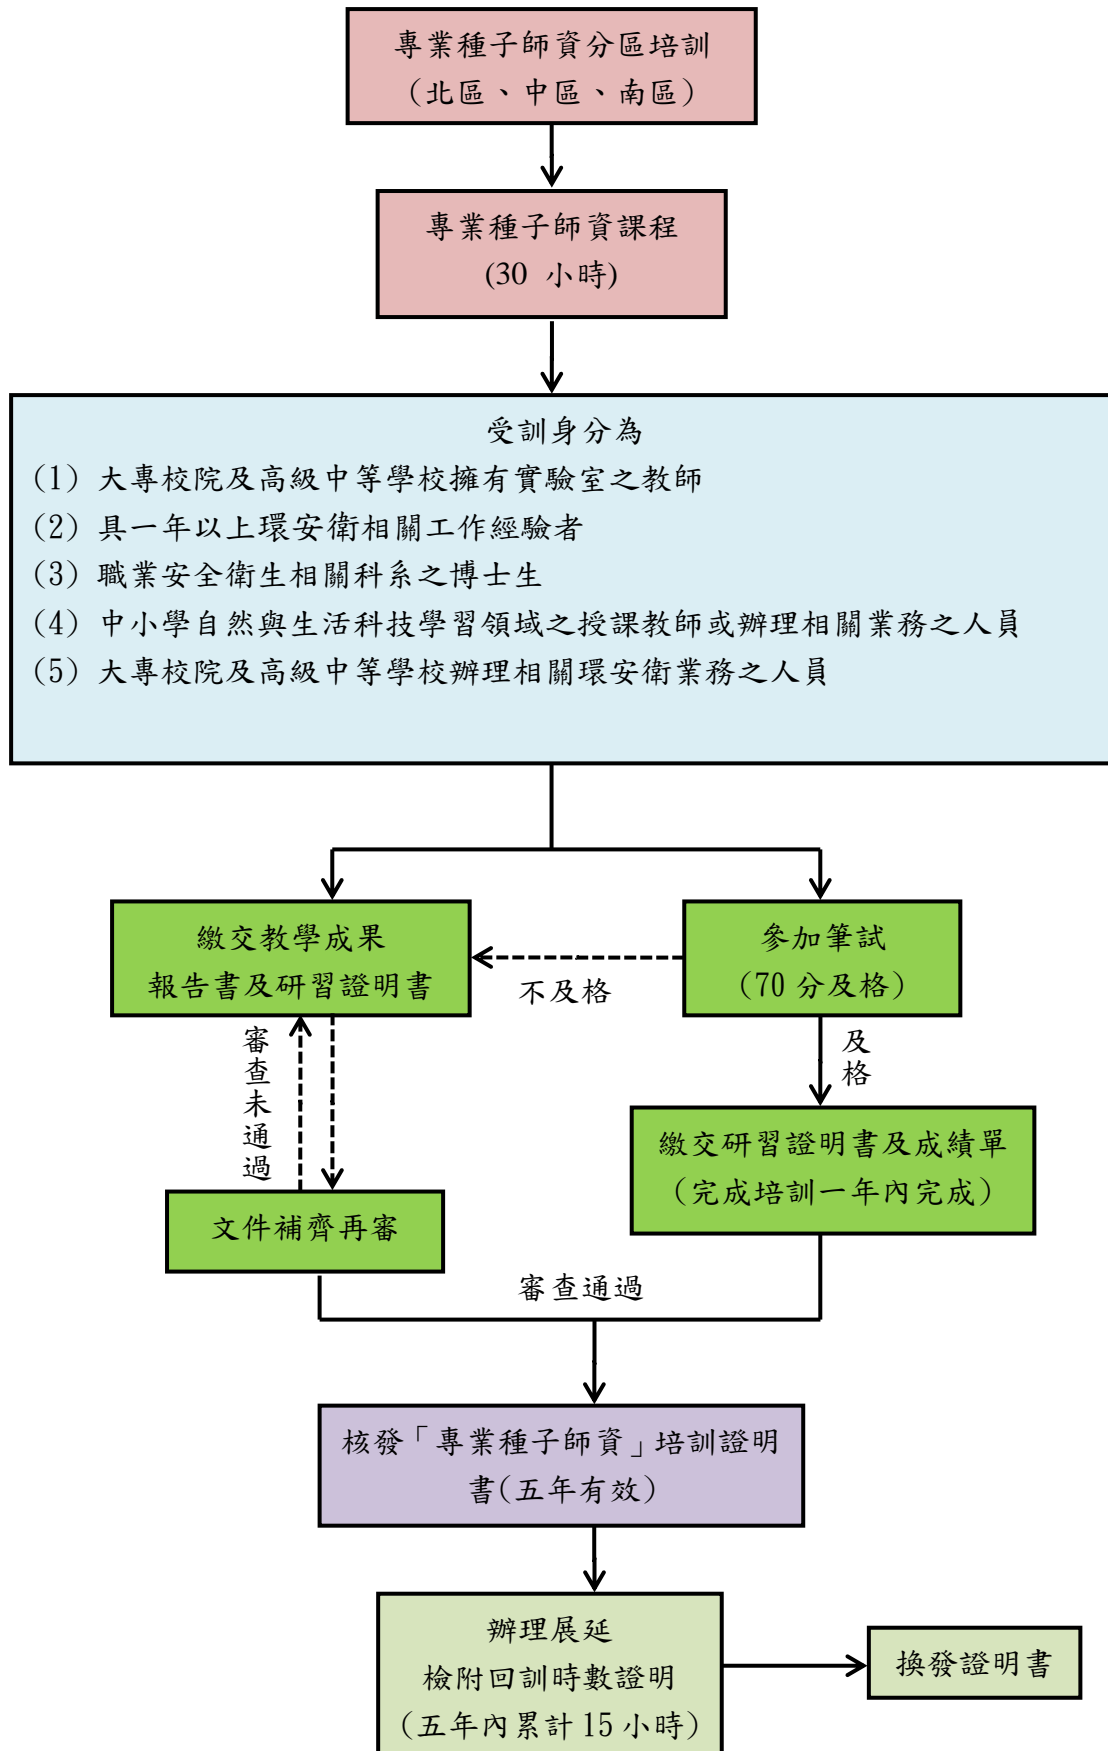 專業種子師資分區培訓
（北區、中區、南區）
專業種子師資課程
(30 小時)
受訓身分為
(1) 大專校院及高級中等學校擁有實驗室之教師
(2) 具一年以上環安衛相關工作經驗者
(3) 職業安全衛生相關科系之博士生
(4) 中小學自然與生活科技學習領域之授課教師或辦理相關業務之人員
(5) 大專校院及高級中等學校辦理相關環安衛業務之人員
繳交教學成果
報告書及研習證明書
參加筆試
（70 分及格）
不及格
及格
審查未通過
繳交研習證明書及成績單
（完成培訓一年內完成）
文件補齊再審
審查通過
核發「專業種子師資」培訓證明
書(五年有效)
辦理展延
檢附回訓時數證明
（五年內累計 15 小時）
換發證明書